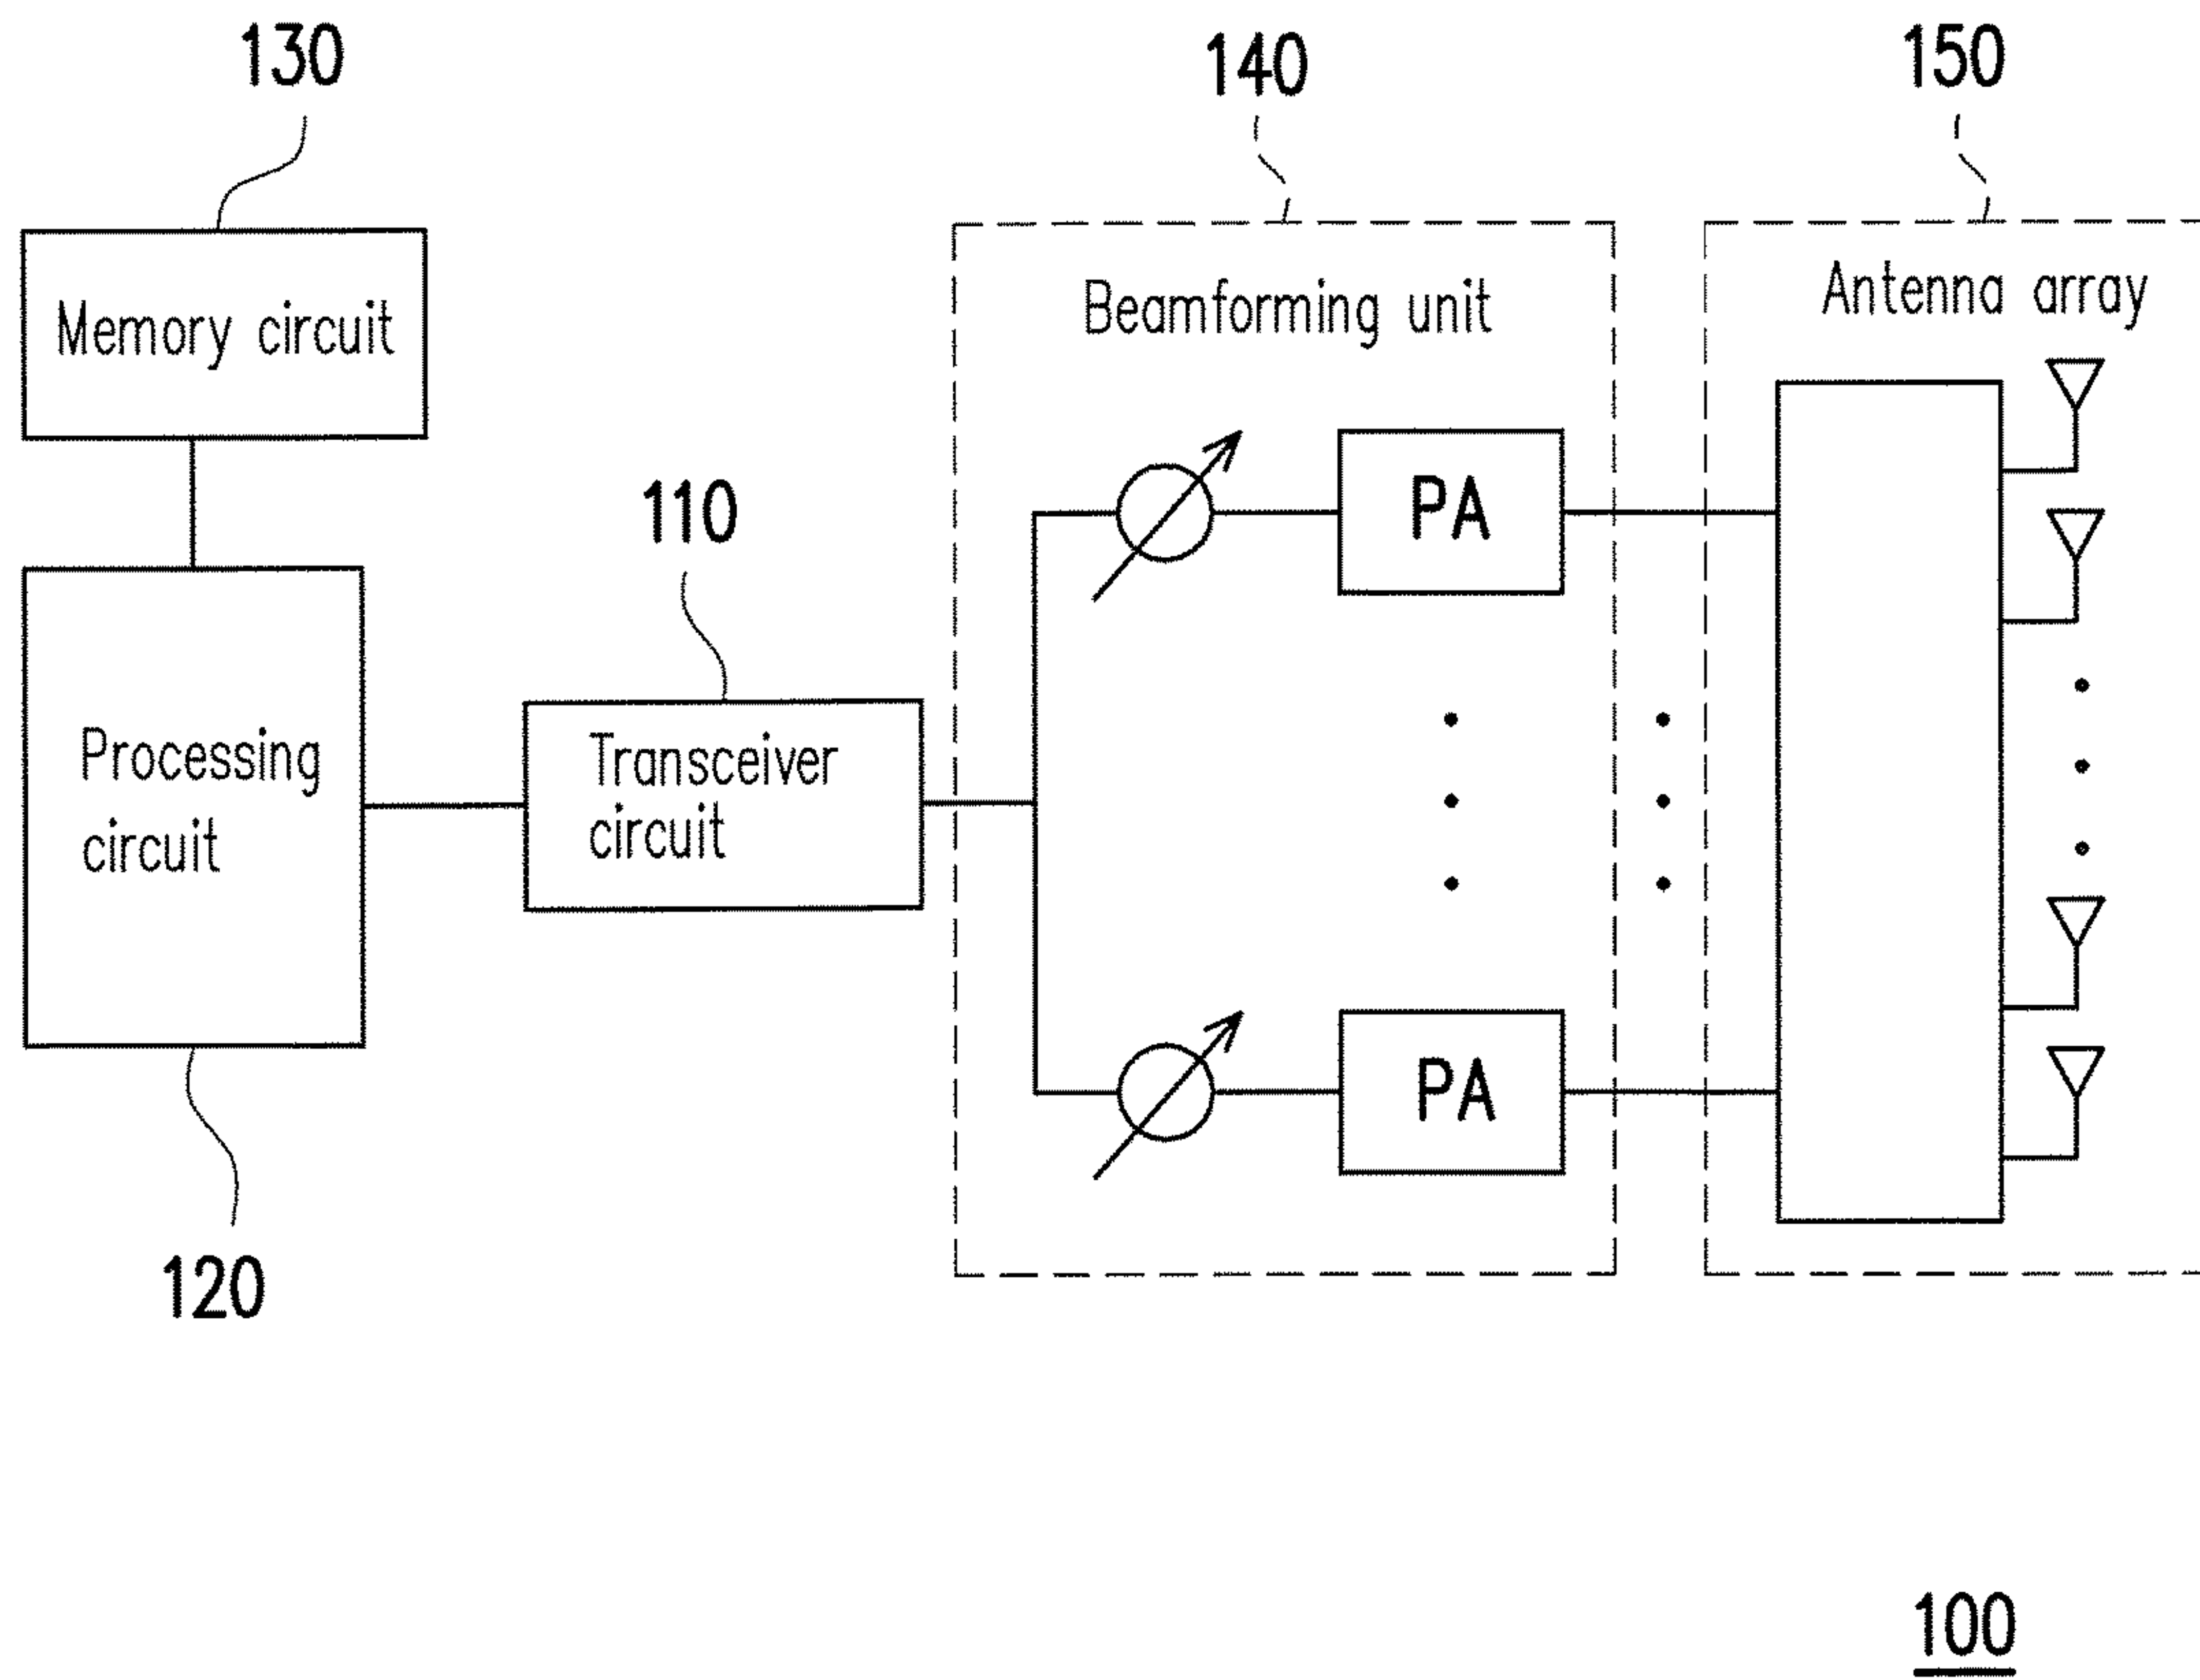 130
140
150
Memory circuit
Beamforming unit
Antenna array
110
PA
Processing
circuit
Transceiver
circuit
PA
120
100